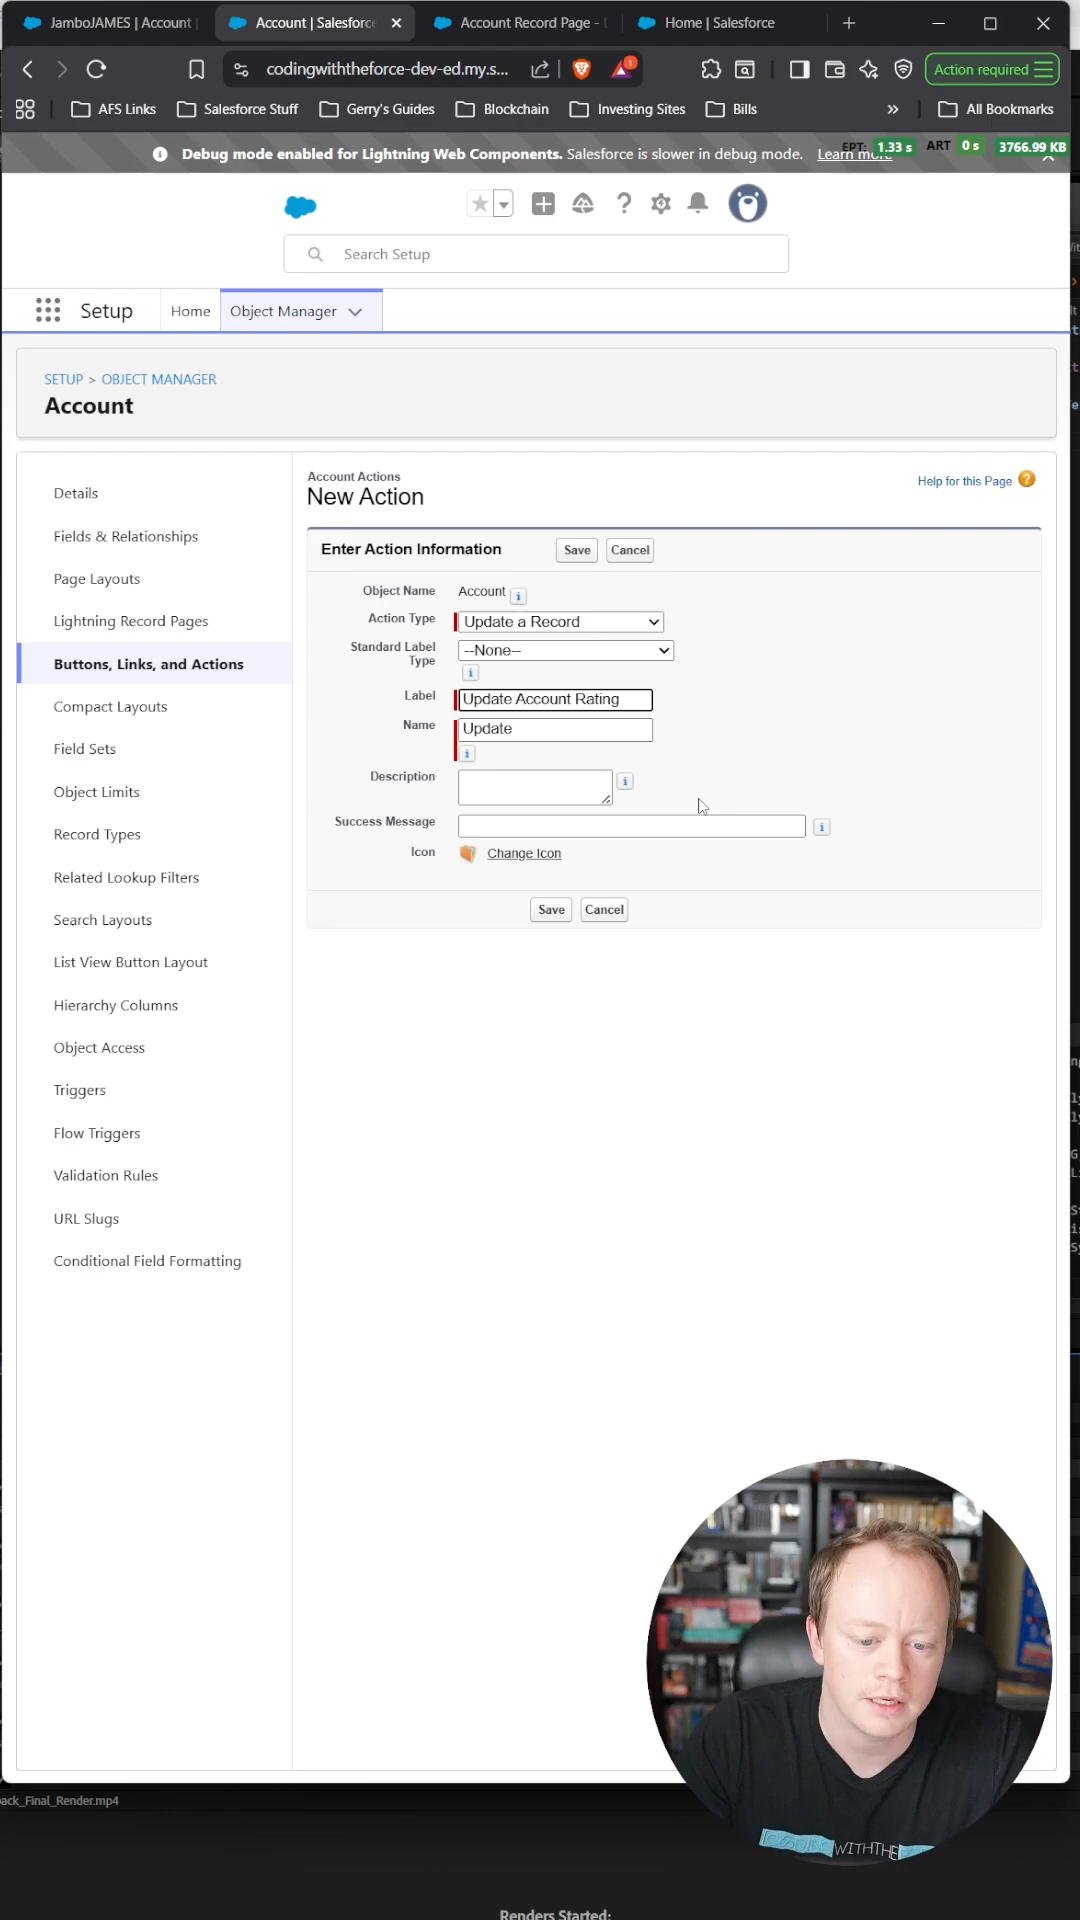 JamboJAMES | Account
Account | Salesforce
Account Record Page -
Home | Salesforce
codingwiththeforce-dev-ed.my.s...
1
Action required
AFS Links
Salesforce Stuff
Gerry's Guides
Blockchain
Investing Sites
Bills
»
All Bookmarks
Debug mode enabled for Lightning Web Components. Salesforce is slower in debug mode. Learn more
EPT: 1.33 s ART 0 s 3766.99 KB
Search Setup
Setup
Home
Object Manager
SETUP > OBJECT MANAGER
Account
Details
Fields & Relationships
Page Layouts
Lightning Record Pages
Buttons, Links, and Actions
Compact Layouts
Field Sets
Object Limits
Record Types
Related Lookup Filters
Search Layouts
List View Button Layout
Hierarchy Columns
Object Access
Triggers
Flow Triggers
Validation Rules
URL Slugs
Conditional Field Formatting
Account Actions
New Action
Help for this Page ?
Enter Action Information
Save
Cancel
Object Name Account
Action Type Update a Record
Standard Label
Type
--None--
Label Update Account Rating
Name Update
Description
Success Message
Icon Change Icon
Save
Cancel
ack_Final_Render.mp4
WITHTHE
Renders Started: